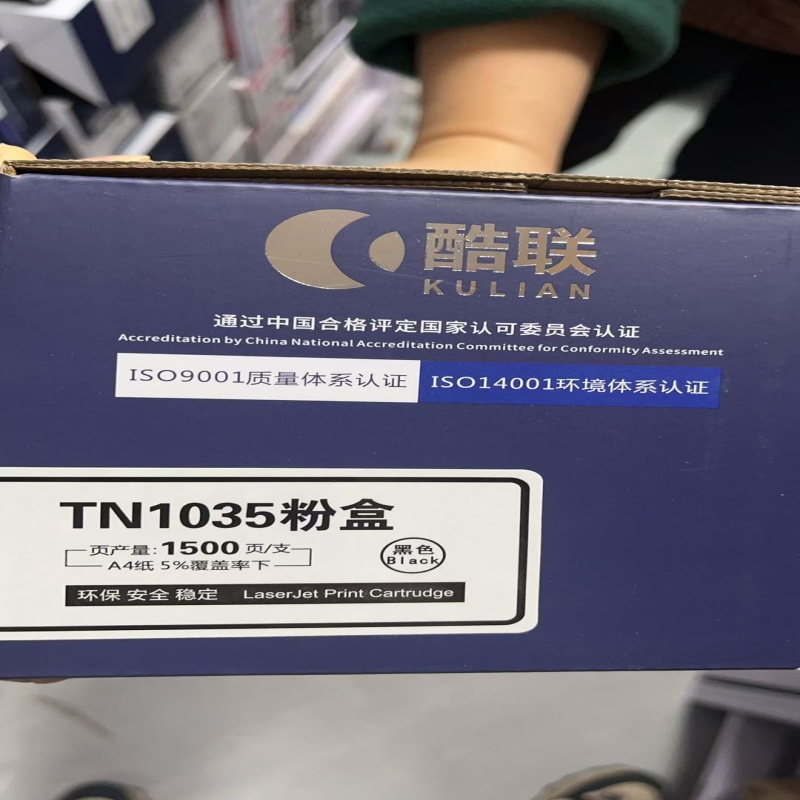 酷联
KULIAN
通过中国合格评定国家认可委员会认证
Accreditation by China National Accreditation Committee for Conformity Assessment
ISO9001质量体系认证 ISO14001环境体系认证
TN1035粉盒
页产量:1500页/支
A4纸 5%覆盖率下
黑色
Black
环保 安全 稳定 LaserJet Print Cartrudge